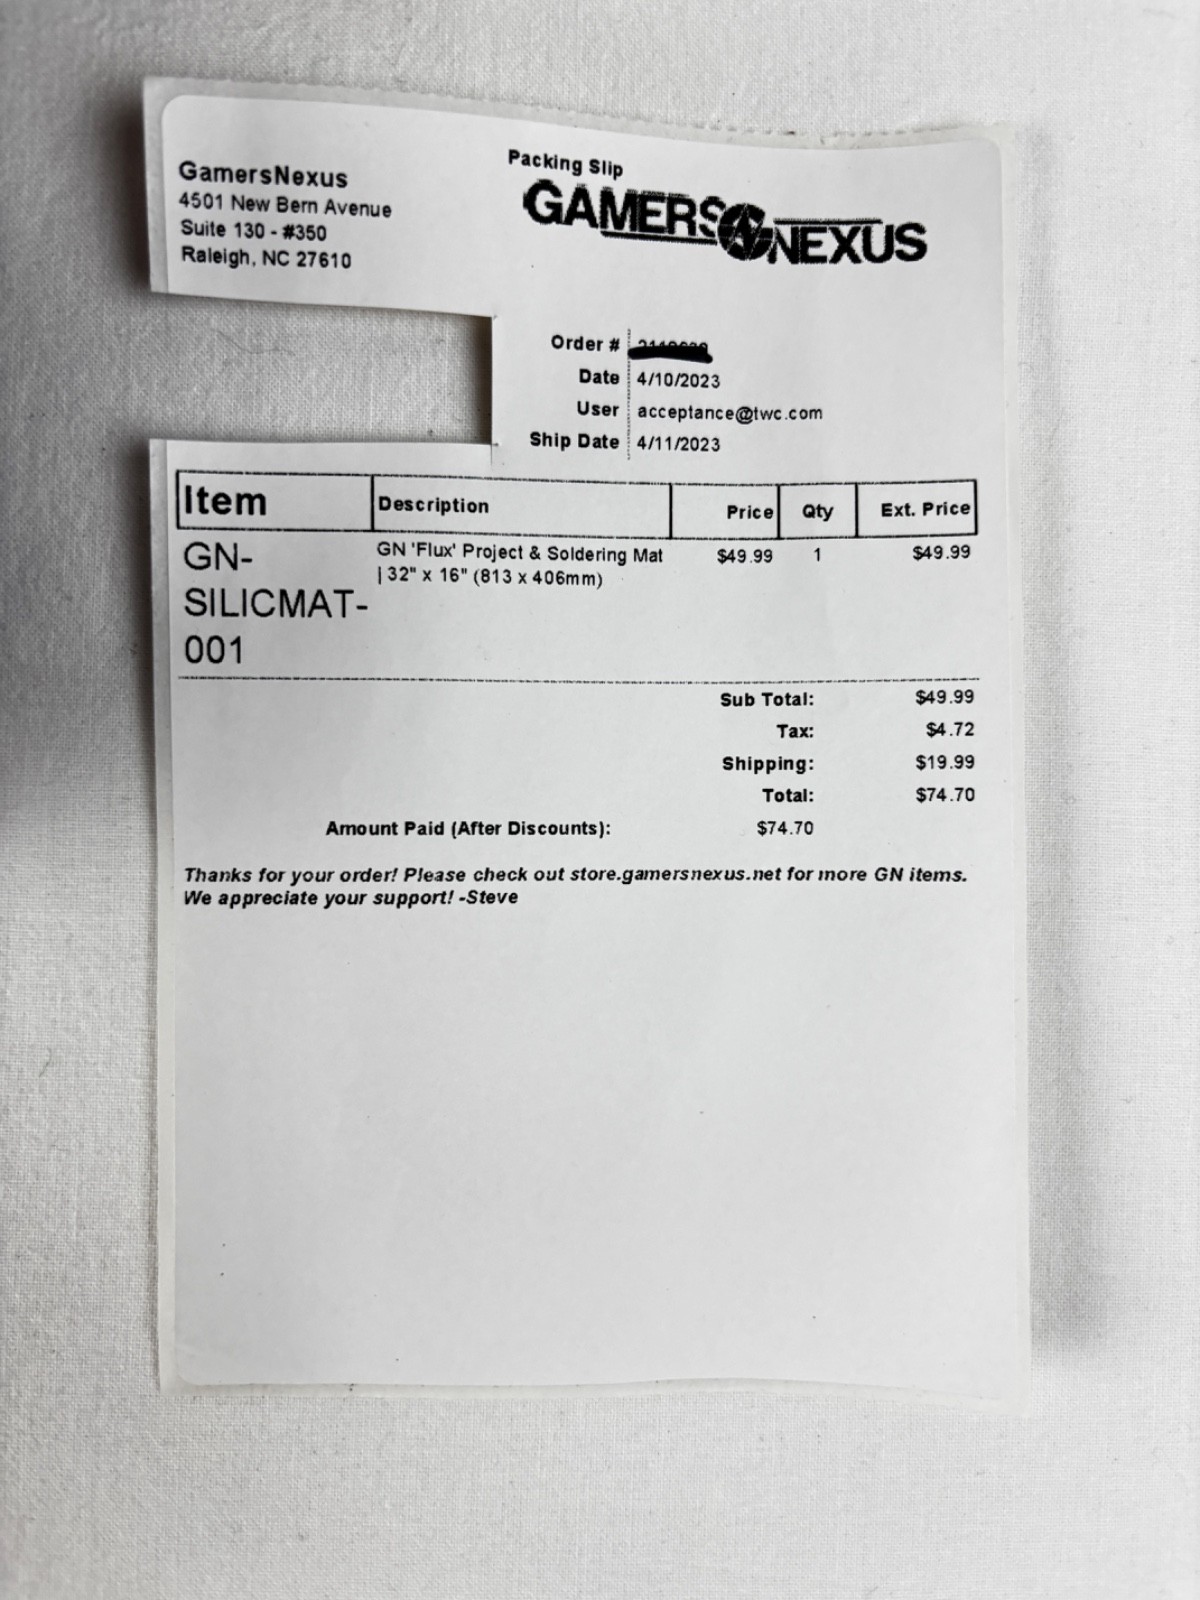 GamersNexus
4501 New Bern Avenue
Suite 130 - #350
Raleigh, NC 27610
Packing Slip
GAMERS NEXUS
Order #
Date 4/10/2023
User acceptance@twc.com
Ship Date 4/11/2023
Item Description Price Qty Ext. Price
GN-SILICMAT-001 GN 'Flux' Project & Soldering Mat $49.99 1 $49.99
| 32" x 16" (813 x 406mm)
Sub Total: $49.99
Tax: $4.72
Shipping: $19.99
Total: $74.70
Amount Paid (After Discounts): $74.70
Thanks for your order! Please check out store.gamersnexus.net for more GN items.
We appreciate your support! -Steve